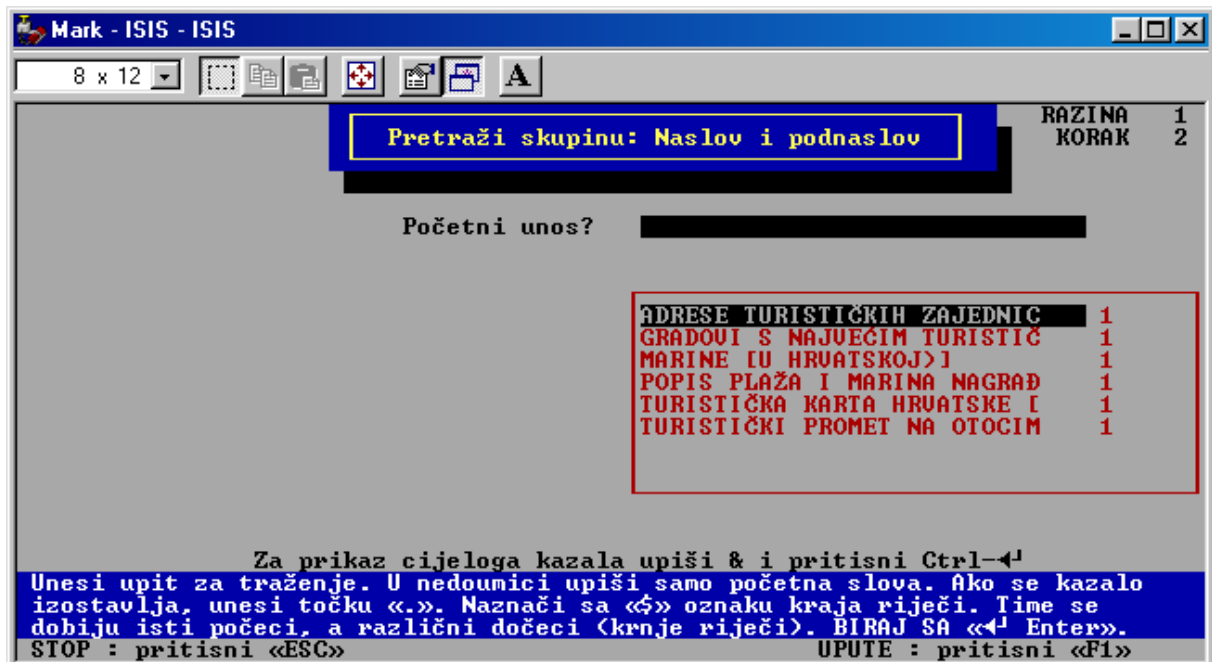 Mark - ISIS - ISIS
8 x 12
A
Pretraži skupinu: Naslov i podnaslov
RAZINA 1
KORAK 2
Početni unos?
ADRESE TURISTIČKIH ZAJEDNIC 1
GRADOVI S NAJVEĆIM TURISTIČ 1
MARINE [U HRVATSKOJ)] 1
POPIS PLAŽA I MARINA NAGRAĐ 1
TURISTIČKA KARTA HRVATSKE [ 1
TURISTIČKI PROMET NA OTOCIM 1
Za prikaz cijeloga kazala upiši & i pritisni Ctrl-◄┘
Unesi upit za traženje. U nedoumici upiši samo početna slova. Ako se kazalo
izostavlja, unesi točku «.». Naznači sa «$» oznaku kraja riječi. Time se
dobiju isti počeci, a različni dočeci (krnje riječi). BIRAJ SA «◄┘ Enter».
STOP : pritisni «ESC» UPUTE : pritisni «F1»